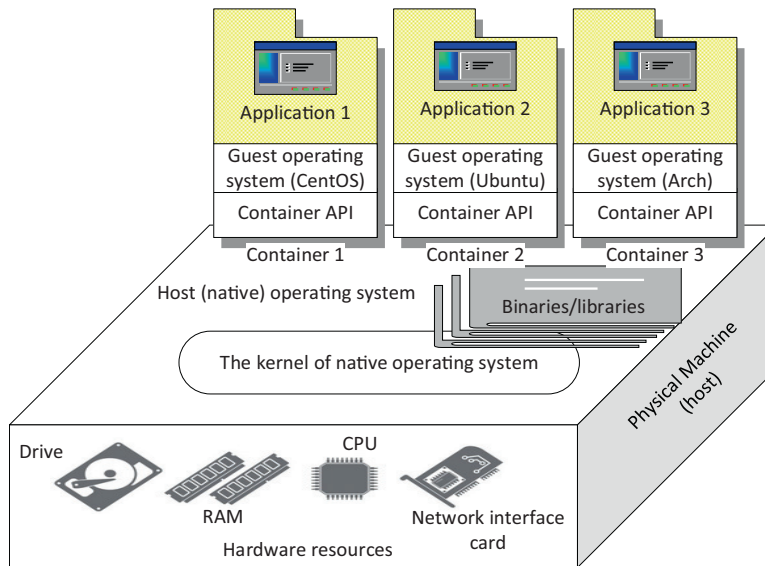 Application 1
Application 2
Application 3
Guest operating
system (CentOS)
Guest operating
system (Ubuntu)
Guest operating
system (Arch)
Container API
Container API
Container API
Container 1
Container 2
Container 3
Host (native) operating system
Binaries/libraries
The kernel of native operating system
Physical Machine
(host)
Drive
CPU
RAM
Network interface
card
Hardware resources